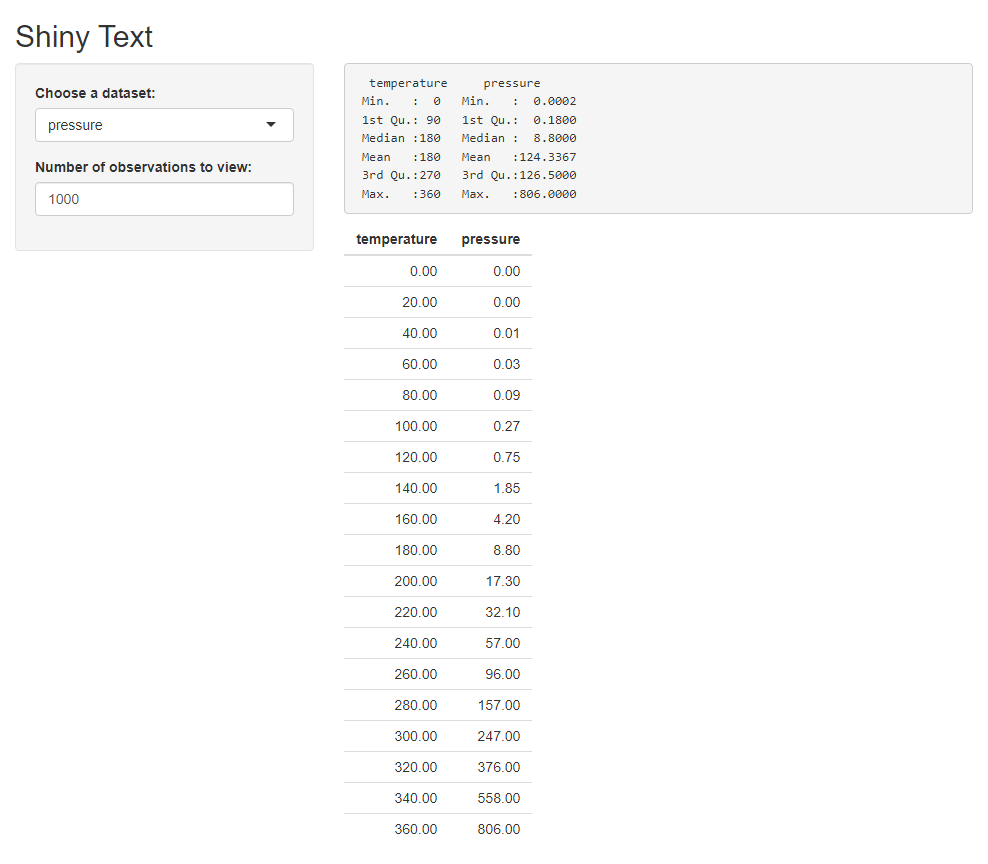 Shiny Text
Choose a dataset:
pressure
Number of observations to view:
1000
temperature pressure
Min. : 0 Min. : 0.0002
1st Qu.: 90 1st Qu.: 0.1800
Median :180 Median : 8.8000
Mean :180 Mean :124.3367
3rd Qu.:270 3rd Qu.:126.5000
Max. :360 Max. :806.0000
temperature pressure
0.00 0.00
20.00 0.00
40.00 0.01
60.00 0.03
80.00 0.09
100.00 0.27
120.00 0.75
140.00 1.85
160.00 4.20
180.00 8.80
200.00 17.30
220.00 32.10
240.00 57.00
260.00 96.00
280.00 157.00
300.00 247.00
320.00 376.00
340.00 558.00
360.00 806.00